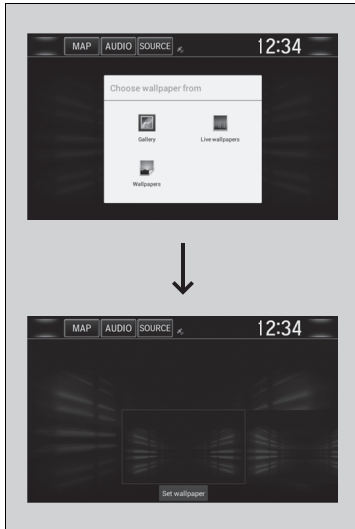 MAP AUDIO SOURCE 12:34
Choose wallpaper from
Gallery Live wallpapers
Wallpapers
MAP AUDIO SOURCE 12:34
Set wallpaper